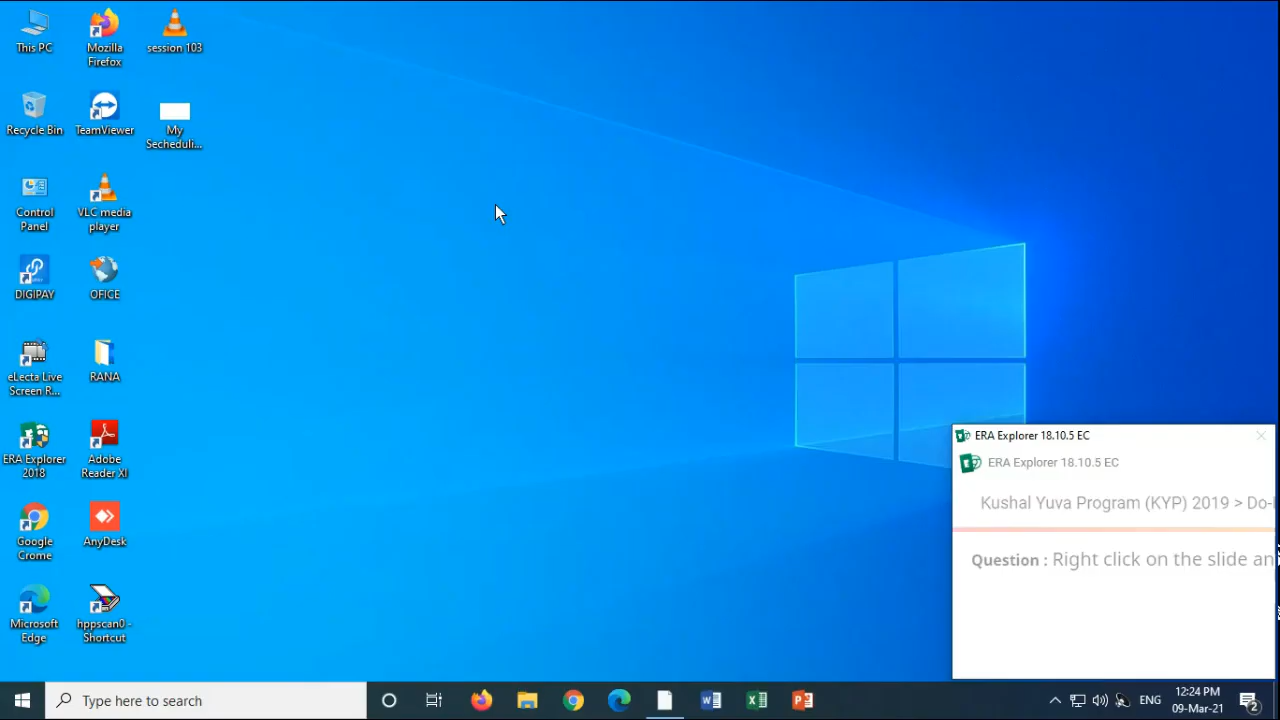 This PC
Mozilla
Firefox
session 103
Recycle Bin
TeamViewer
My
Secheduli...
Control
Panel
VLC media
player
DIGIPAY
OFICE
eLecta Live
Screen R...
RANA
ERA Explorer
2018
Adobe
Reader XI
Google
Crome
AnyDesk
Microsoft
Edge
hppscan0 -
Shortcut
ERA Explorer 18.10.5 EC
ERA Explorer 18.10.5 EC
Kushal Yuva Program (KYP) 2019 > Do-
Question : Right click on the slide an
Type here to search
ENG
12:24 PM
09-Mar-21
2